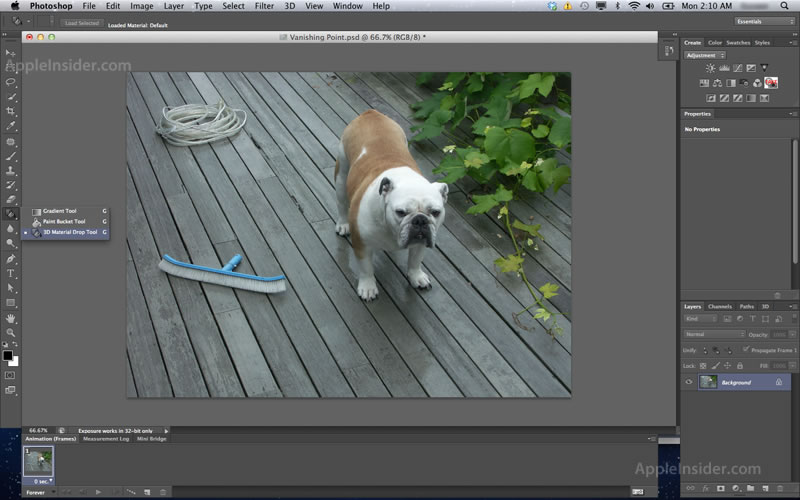 Photoshop File Edit Image Layer Type Select Filter 3D View Window Help Mon 2:10 AM
Load Selected Loaded Material: Default Essentials
Vanishing Point.psd @ 66.7% (RGB/8) *
AppleInsider.com
Create Color Swatches Styles
Adjustment
Properties
No Properties
Gradient Tool G
Paint Bucket Tool G
3D Material Drop Tool G
Layers Channels Paths 3D
Kind
Normal Opacity:
Unify: Propagate Frame 1
Lock: Fill:
Background
66.67% Exposure works in 32-bit only
Animation (Frames) Measurement Log Mini Bridge
1
0 sec.
Forever
AppleInsider.com